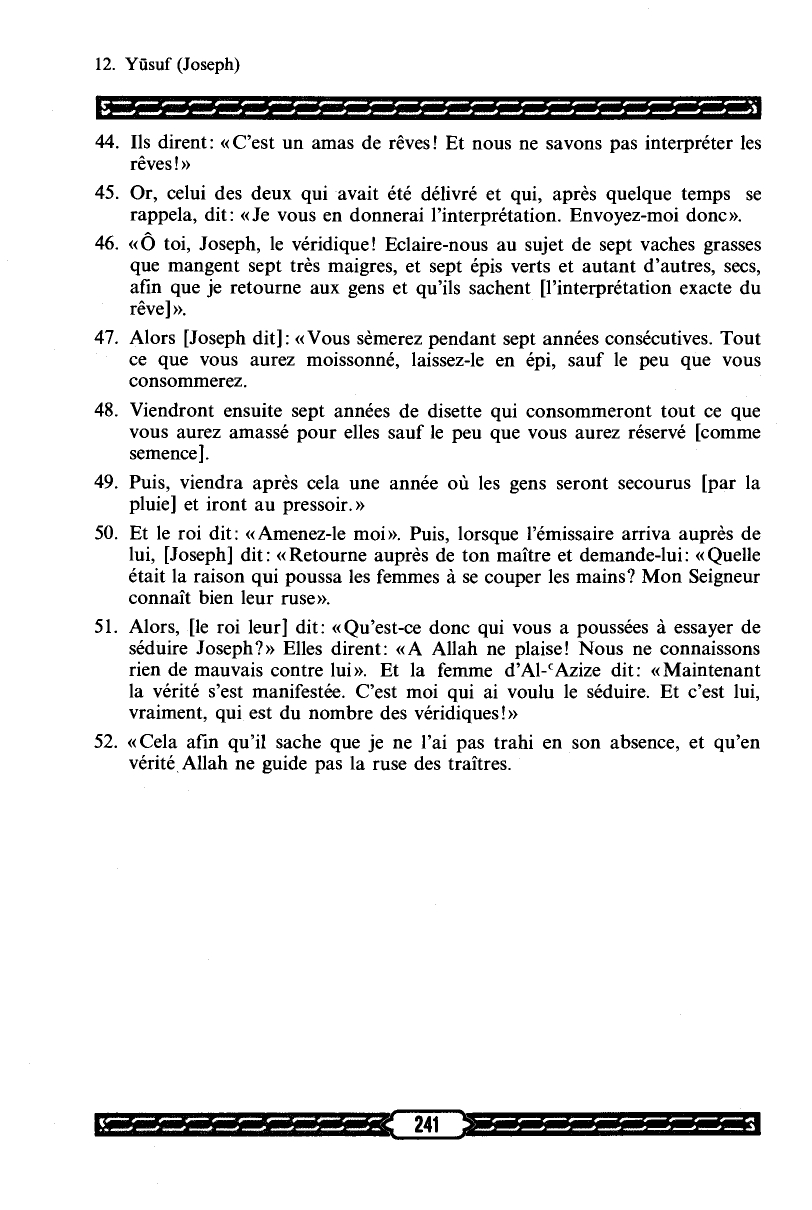 12. Yūsuf (Joseph)
44. Ils dirent: «C'est un amas de rêves! Et nous ne savons pas interpréter les
rêves!»
45. Or, celui des deux qui avait été délivré et qui, après quelque temps se
rappela, dit: «Je vous en donnerai l'interprétation. Envoyez-moi donc».
46. «Ô toi, Joseph, le véridique! Eclaire-nous au sujet de sept vaches grasses
que mangent sept très maigres, et sept épis verts et autant d'autres, secs,
afin que je retourne aux gens et qu'ils sachent [l'interprétation exacte du
rêve]».
47. Alors [Joseph dit]: «Vous sèmerez pendant sept années consécutives. Tout
ce que vous aurez moissonné, laissez-le en épi, sauf le peu que vous
consommerez.
48. Viendront ensuite sept années de disette qui consommeront tout ce que
vous aurez amassé pour elles sauf le peu que vous aurez réservé [comme
semence].
49. Puis, viendra après cela une année où les gens seront secourus [par la
pluie] et iront au pressoir.»
50. Et le roi dit: «Amenez-le moi». Puis, lorsque l'émissaire arriva auprès de
lui, [Joseph] dit: «Retourne auprès de ton maître et demande-lui: «Quelle
était la raison qui poussa les femmes à se couper les mains? Mon Seigneur
connaît bien leur ruse».
51. Alors, [le roi leur] dit: «Qu'est-ce donc qui vous a poussées à essayer de
séduire Joseph?» Elles dirent: «A Allah ne plaise! Nous ne connaissons
rien de mauvais contre lui». Et la femme d'Al-ʿAzize dit: «Maintenant
la vérité s'est manifestée. C'est moi qui ai voulu le séduire. Et c'est lui,
vraiment, qui est du nombre des véridiques!»
52. «Cela afin qu'il sache que je ne l'ai pas trahi en son absence, et qu'en
vérité Allah ne guide pas la ruse des traîtres.
241